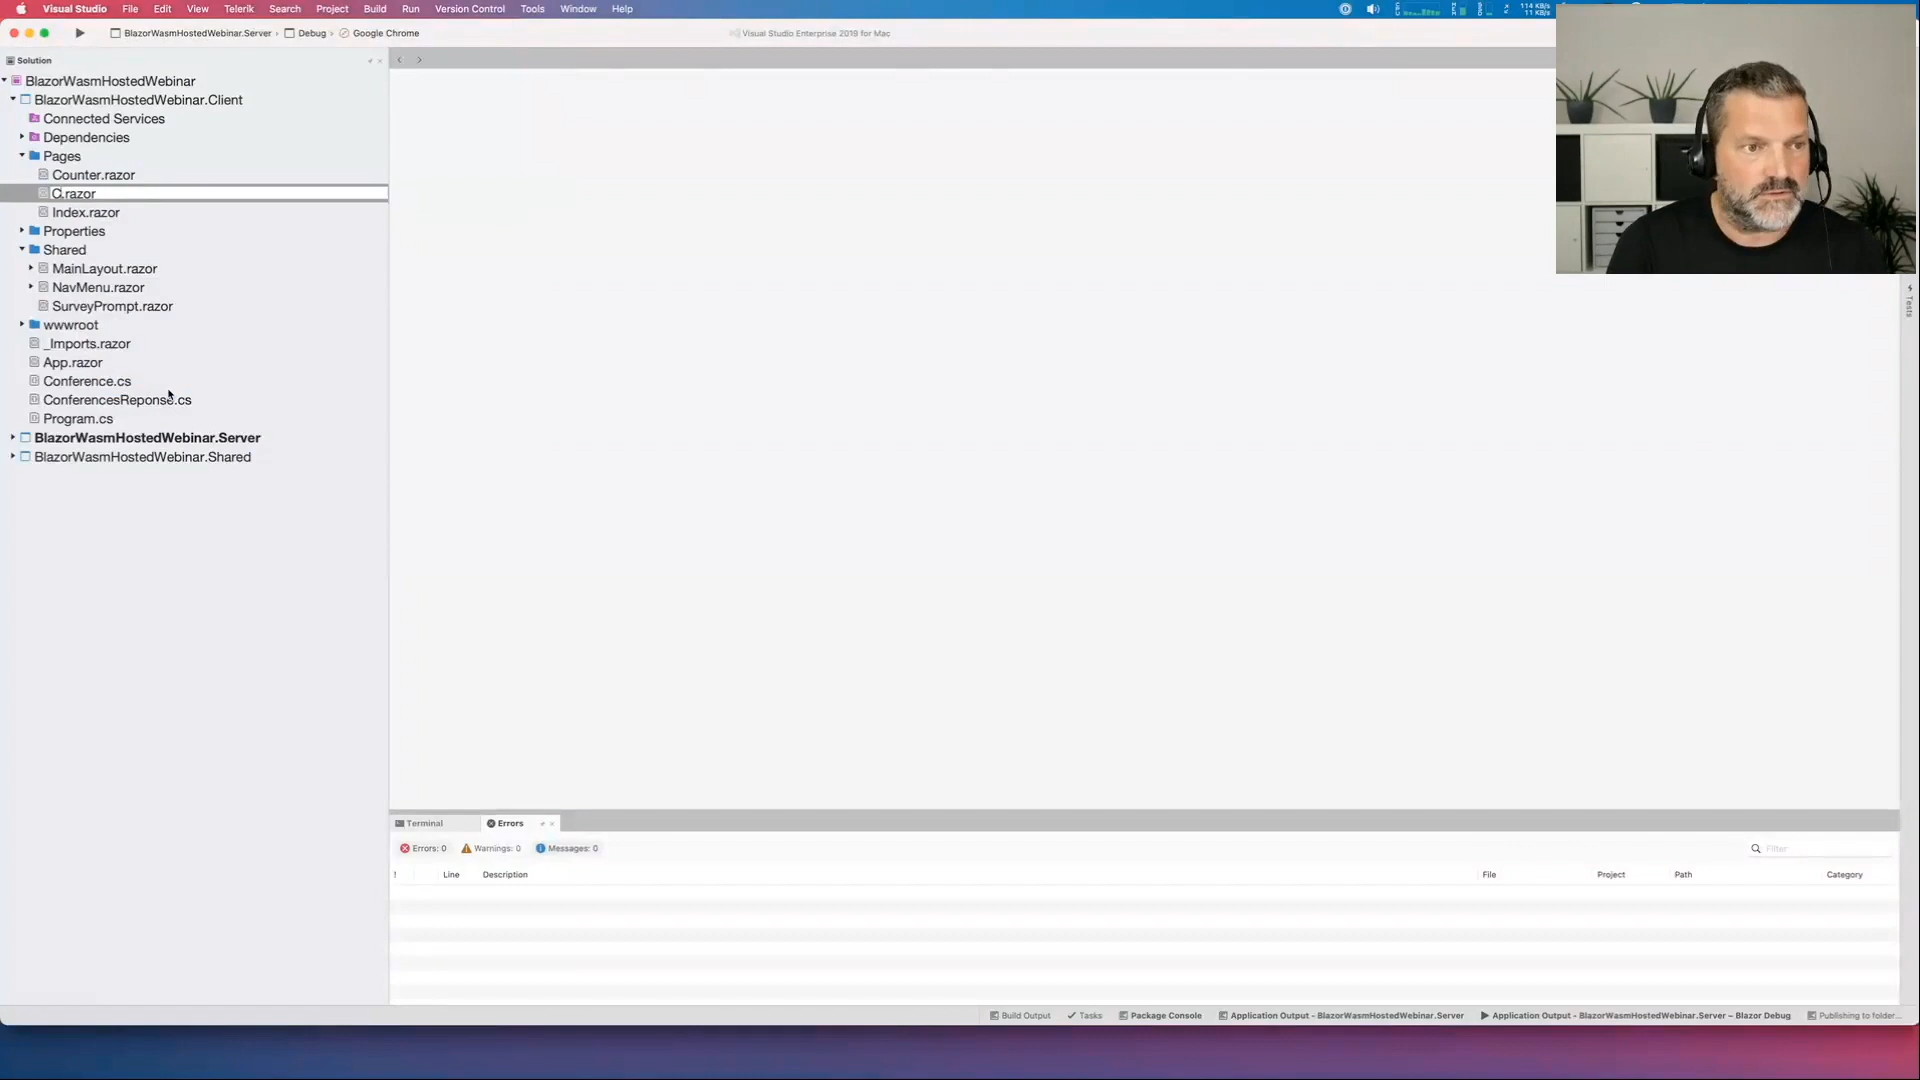 Visual Studio File Edit View Telerik Search Project Build Run Version Control Tools Window Help 114 KB/s
11 KB/s
BlazorWasmHostedWebinar.Server › Debug › Google Chrome Visual Studio Enterprise 2019 for Mac
Solution
BlazorWasmHostedWebinar
BlazorWasmHostedWebinar.Client
Connected Services
Dependencies
Pages
Counter.razor
C.razor
Index.razor
Properties
Shared
MainLayout.razor
NavMenu.razor
SurveyPrompt.razor
wwwroot
_Imports.razor
App.razor
Conference.cs
ConferencesReponse.cs
Program.cs
BlazorWasmHostedWebinar.Server
BlazorWasmHostedWebinar.Shared
Tests
Terminal Errors
Errors: 0 Warnings: 0 Messages: 0 Filter
! Line Description File Project Path Category
Build Output Tasks Package Console Application Output - BlazorWasmHostedWebinar.Server Application Output - BlazorWasmHostedWebinar.Server – Blazor Debug Publishing to folder...